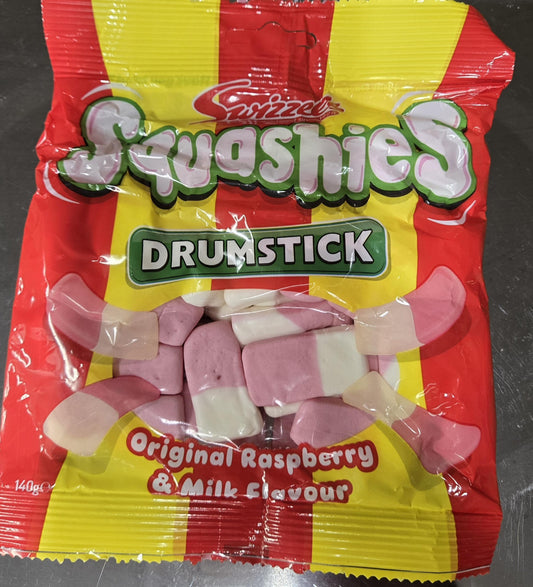 Swizzels
Squashies
DRUMSTICK
Original Raspberry
& Milk flavour
140g℮